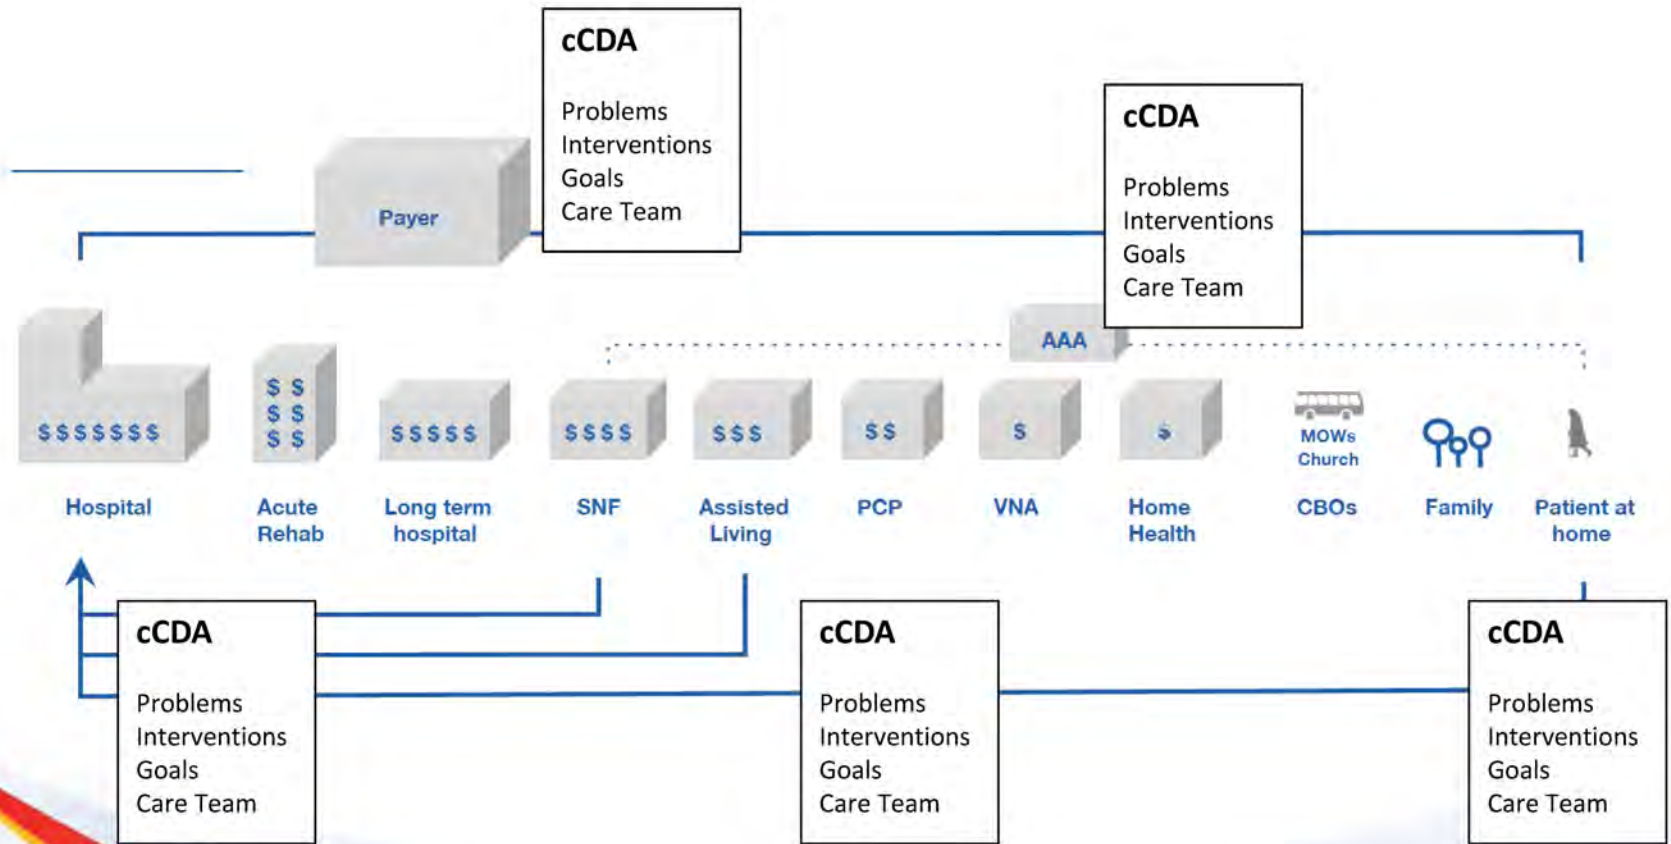 cCDA
Problems
Interventions
Goals
Care Team
cCDA
Problems
Interventions
Goals
Care Team
Payer
AAA
$$$$$$$
$ $
$ $
$ $
$$$$$
$$$$
$$$
$$
$
$
MOWs
Church
Hospital
Acute
Rehab
Long term
hospital
SNF
Assisted
Living
PCP
VNA
Home
Health
CBOs
Family
Patient at
home
cCDA
Problems
Interventions
Goals
Care Team
cCDA
Problems
Interventions
Goals
Care Team
cCDA
Problems
Interventions
Goals
Care Team